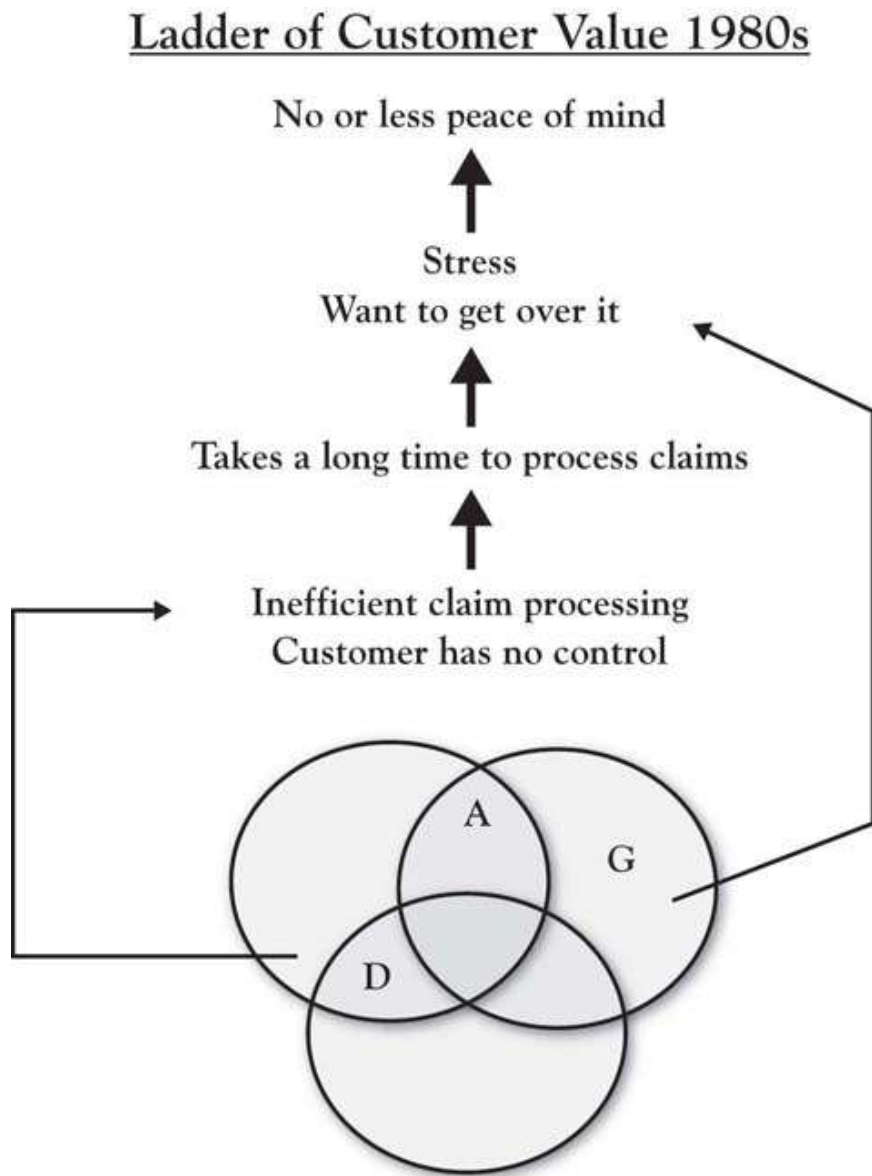 Ladder of Customer Value 1980s
No or less peace of mind
Stress
Want to get over it
Takes a long time to process claims
Inefficient claim processing
Customer has no control
A
G
D